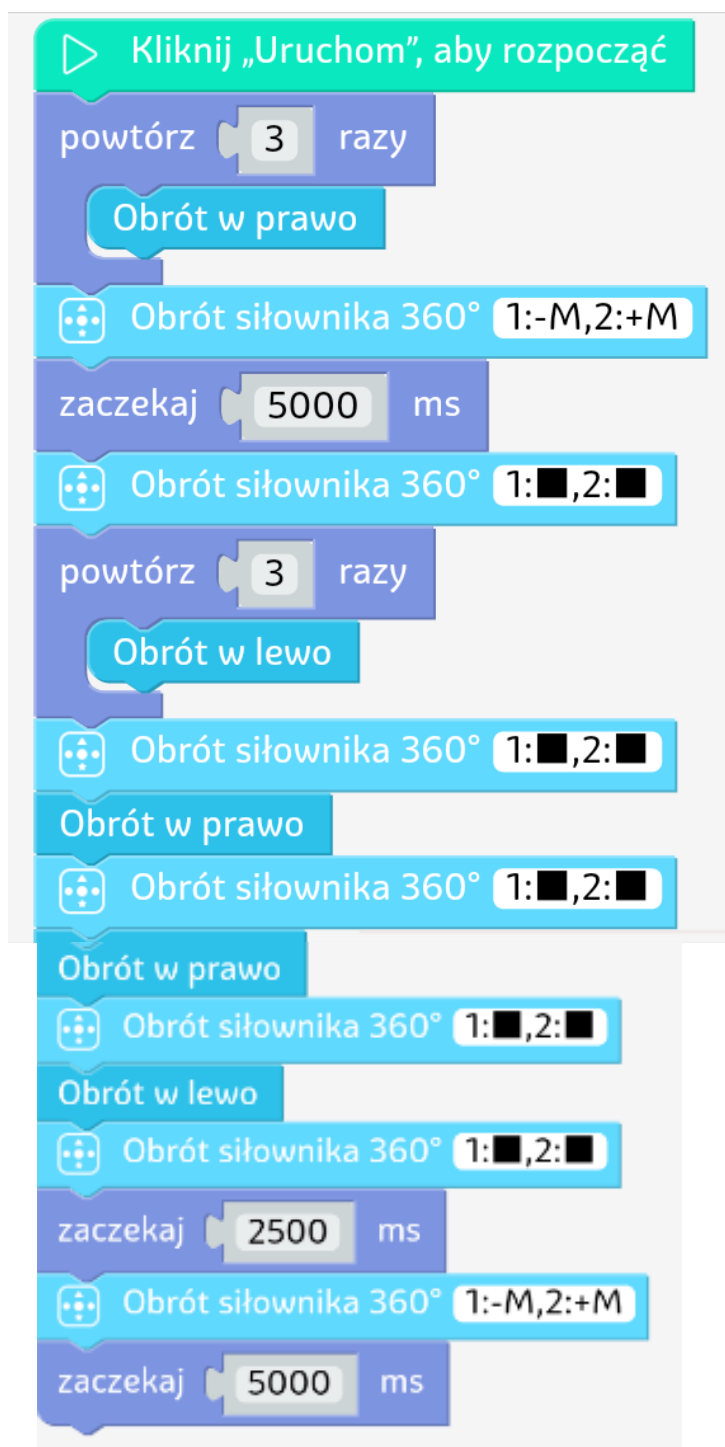 Kliknij „Uruchom”, aby rozpocząć
powtórz 3 razy
Obrót w prawo
Obrót siłownika 360° 1:-M,2:+M
zaczekaj 5000 ms
Obrót siłownika 360° 1:■,2:■
powtórz 3 razy
Obrót w lewo
Obrót siłownika 360° 1:■,2:■
Obrót w prawo
Obrót siłownika 360° 1:■,2:■
Obrót w prawo
Obrót siłownika 360° 1:■,2:■
Obrót w lewo
Obrót siłownika 360° 1:■,2:■
zaczekaj 2500 ms
Obrót siłownika 360° 1:-M,2:+M
zaczekaj 5000 ms